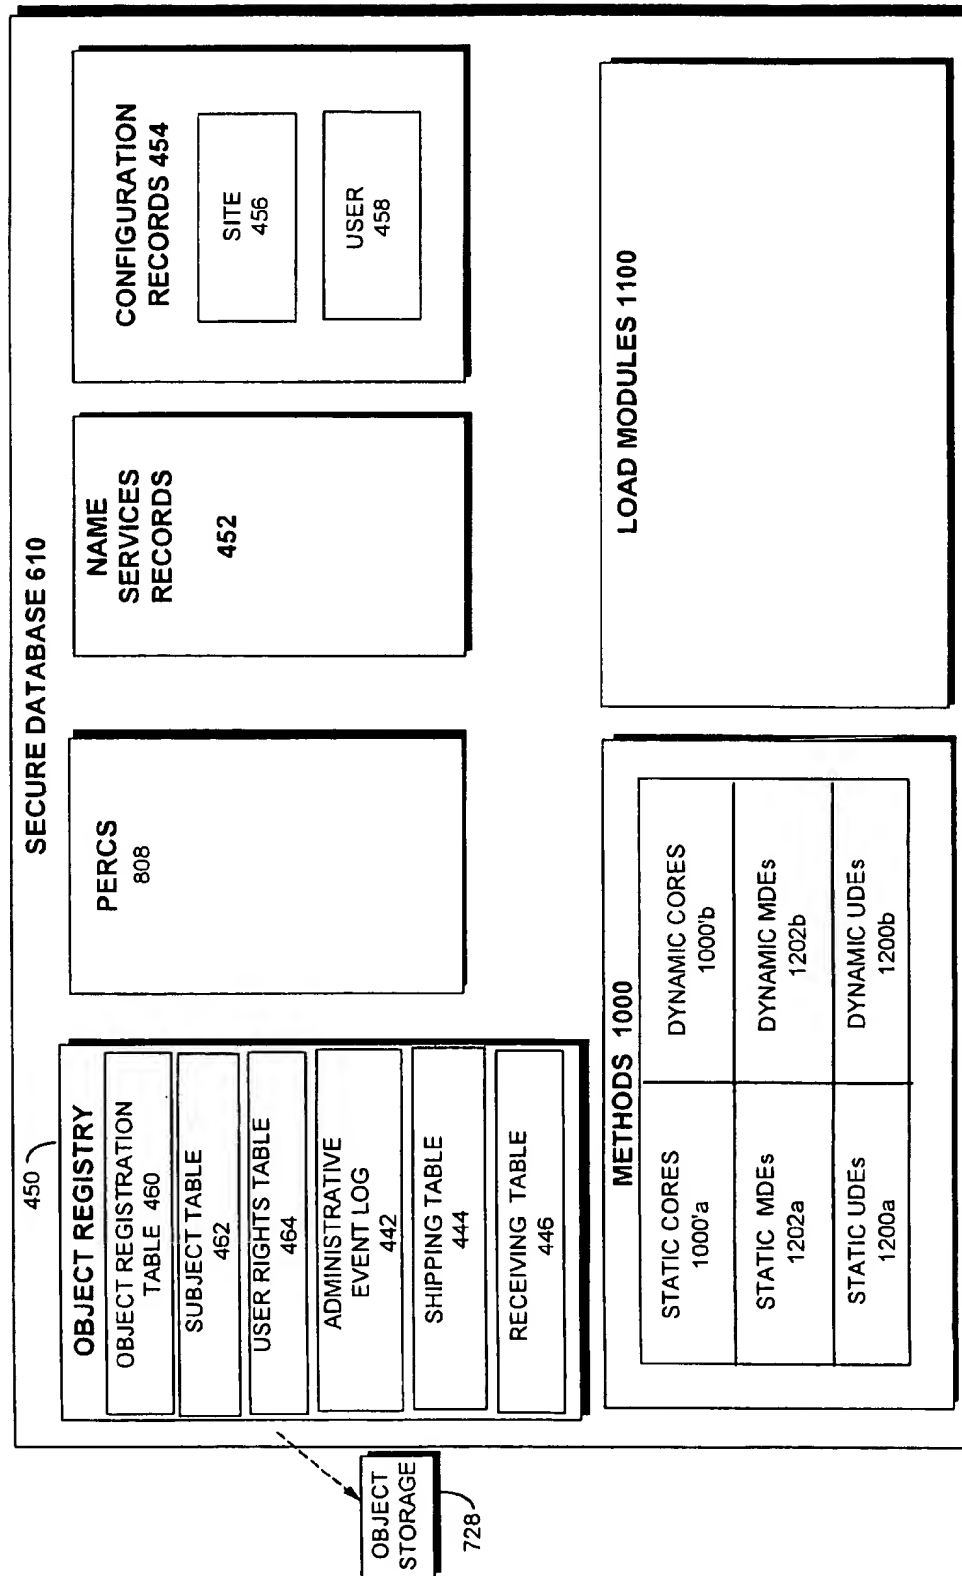 SECURE DATABASE 610
450
OBJECT REGISTRY
OBJECT REGISTRATION
TABLE 460
SUBJECT TABLE
462
USER RIGHTS TABLE
464
ADMINISTRATIVE
EVENT LOG
442
SHIPPING TABLE
444
RECEIVING TABLE
446
OBJECT
STORAGE
728
PERCS
808
NAME
SERVICES
RECORDS
452
CONFIGURATION
RECORDS 454
SITE
456
USER
458
METHODS 1000
STATIC CORES
1000'a
DYNAMIC CORES
1000'b
STATIC MDEs
1202a
DYNAMIC MDEs
1202b
STATIC UDEs
1200a
DYNAMIC UDEs
1200b
LOAD MODULES 1100